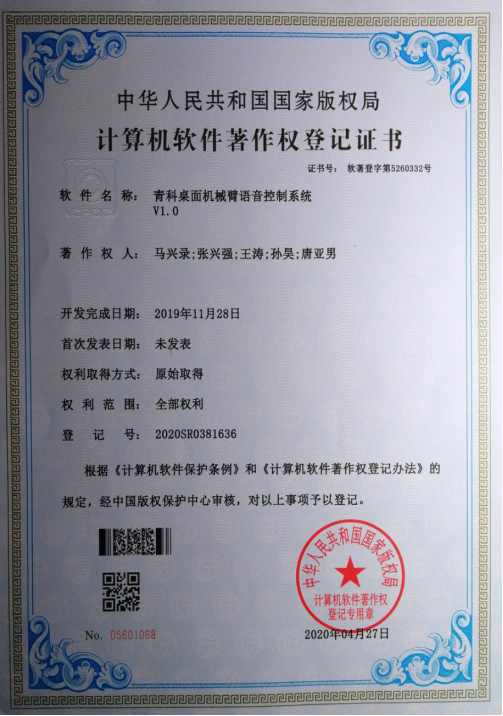 中华人民共和国国家版权局
计算机软件著作权登记证书
证书号： 软著登字第5260332号
软件名称： 青科桌面机械臂语音控制系统
V1.0
著作权人： 马兴录;张兴强;王涛;孙昊;唐亚男
开发完成日期： 2019年11月28日
首次发表日期： 未发表
权利取得方式： 原始取得
权利范围： 全部权利
登记号： 2020SR0381636
根据《计算机软件保护条例》和《计算机软件著作权登记办法》的
规定，经中国版权保护中心审核，对以上事项予以登记。
中华人民共和国国家版权局
计算机软件著作权
登记专用章
No. 05601068
2020年04月27日